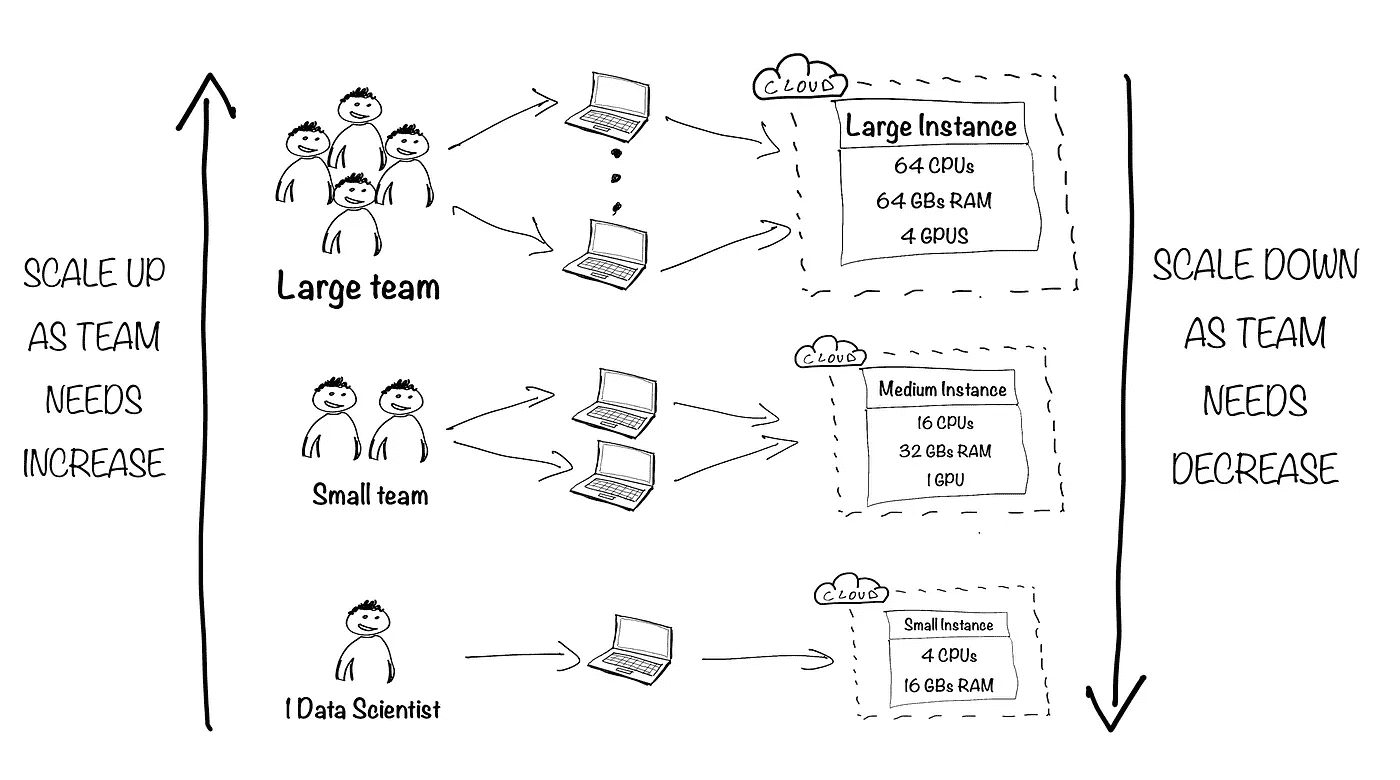 SCALE UP
AS TEAM
NEEDS
INCREASE
Large team
CLOUD
Large Instance
64 CPUs
64 GBs RAM
4 GPUS
Small team
CLOUD
Medium Instance
16 CPUs
32 GBs RAM
1 GPU
1 Data Scientist
CLOUD
Small Instance
4 CPUs
16 GBs RAM
SCALE DOWN
AS TEAM
NEEDS
DECREASE